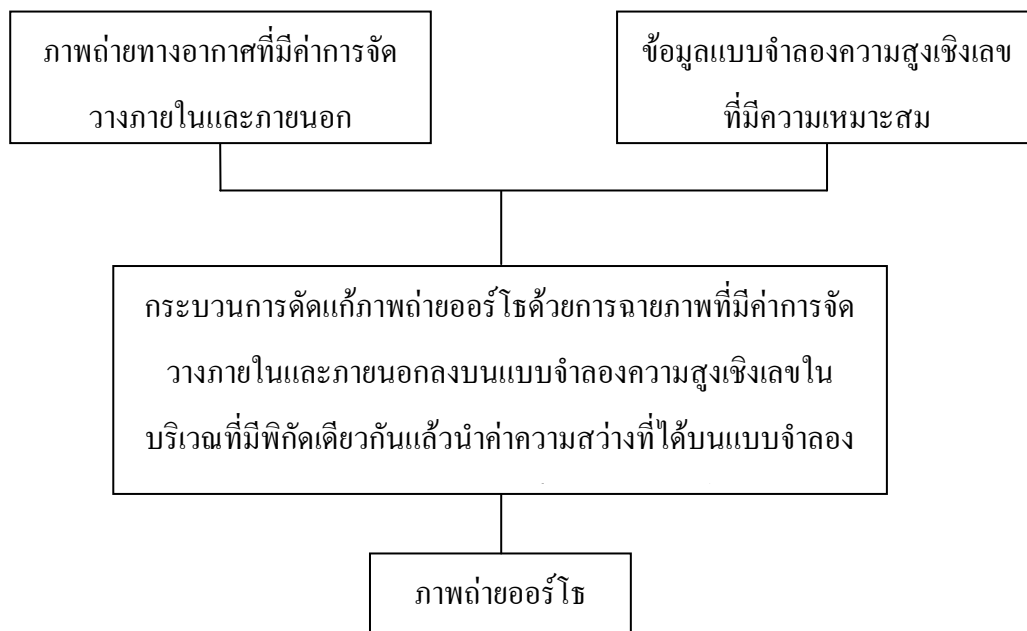 ภาพถ่ายทางอากาศที่มีค่าการจัด
วางภายในและภายนอก
ข้อมูลแบบจำลองความสูงเชิงเลข
ที่มีความเหมาะสม
กระบวนการดัดแก้ภาพถ่ายออร์โธด้วยการฉายภาพที่มีค่าการจัด
วางภายในและภายนอกลงบนแบบจำลองความสูงเชิงเลขใน
บริเวณที่มีพิกัดเดียวกันแล้วนำค่าความสว่างที่ได้บนแบบจำลอง
ภาพถ่ายออร์โธ